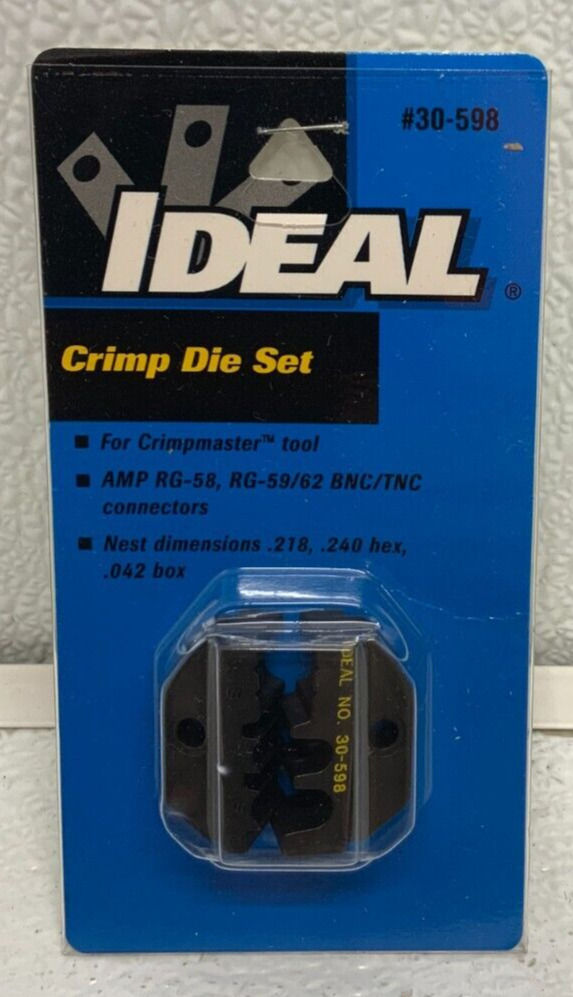 #30-598
IDEAL®
Crimp Die Set
■ For Crimpmaster™ tool
■ AMP RG-58, RG-59/62 BNC/TNC
connectors
■ Nest dimensions .218, .240 hex,
.042 box
IDEAL NO. 30-598